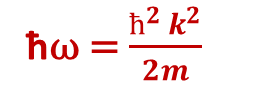 ħω = ħ² k² / 2m